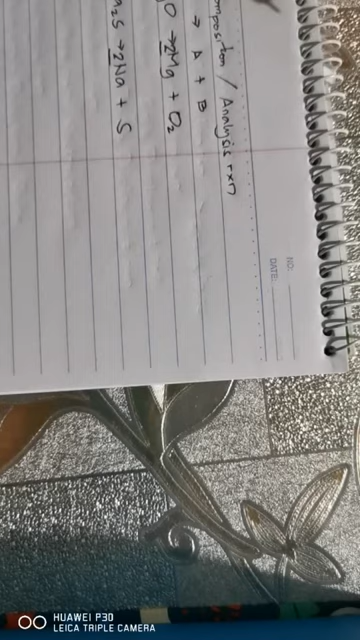 NO:
DATE:
mposition / Analysis rxn
→ A + B
O → 2Mg + O₂
a₂S → 2Na + S
HUAWEI P30
LEICA TRIPLE CAMERA